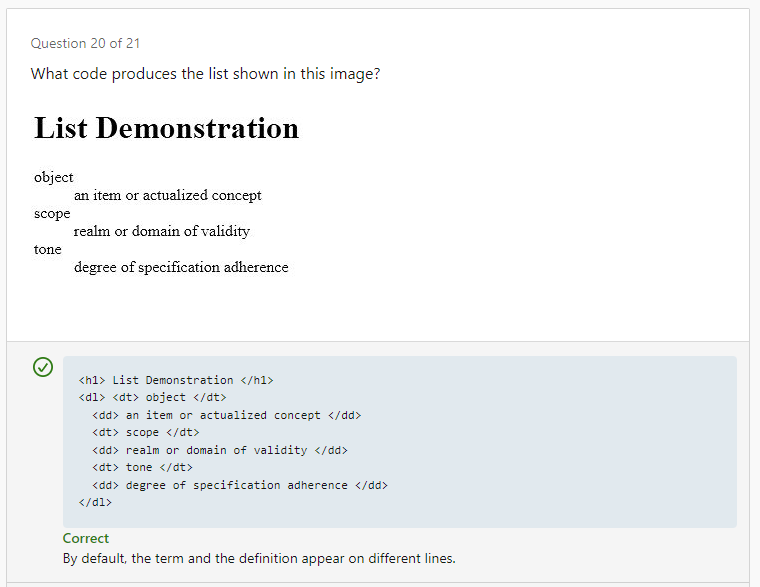 Question 20 of 21
What code produces the list shown in this image?
List Demonstration
object
an item or actualized concept
scope
realm or domain of validity
tone
degree of specification adherence
<h1> List Demonstration </h1>
<dl> <dt> object </dt>
<dd> an item or actualized concept </dd>
<dt> scope </dt>
<dd> realm or domain of validity </dd>
<dt> tone </dt>
<dd> degree of specification adherence </dd>
</dl>
Correct
By default, the term and the definition appear on different lines.